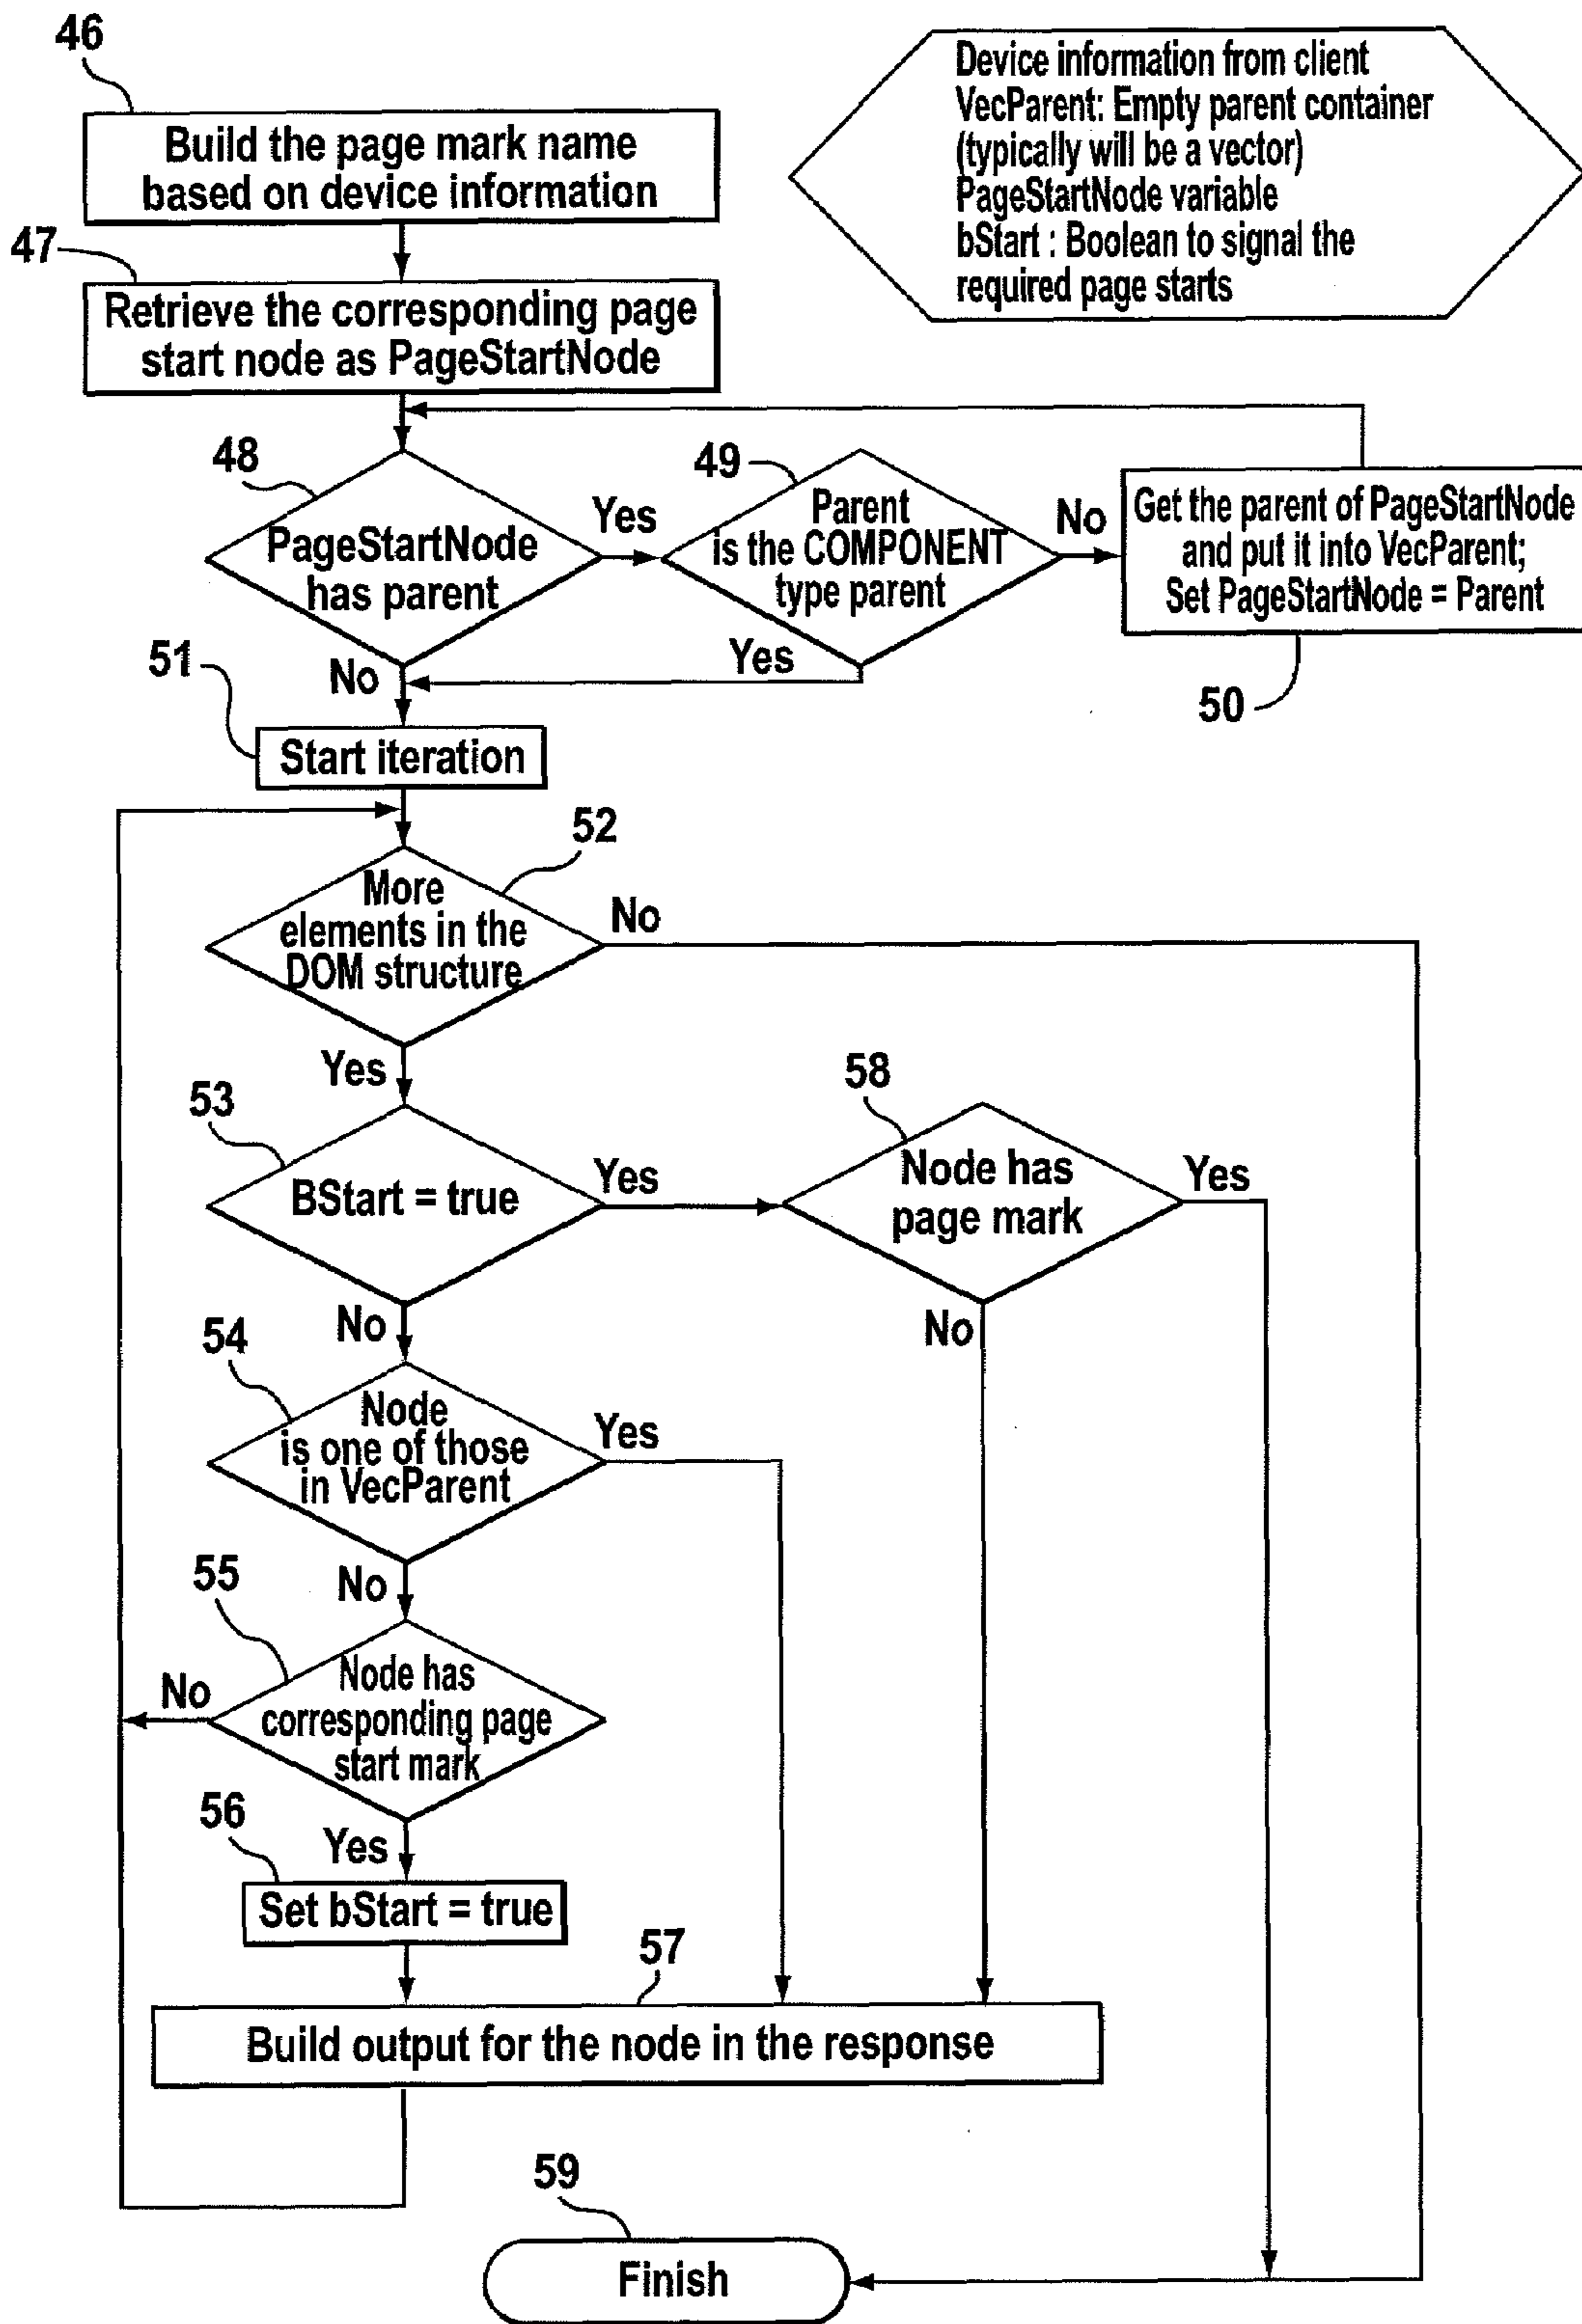 46
Build the page mark name
based on device information
Device information from client
VecParent: Empty parent container
(typically will be a vector)
PageStartNode variable
bStart : Boolean to signal the
required page starts
47
Retrieve the corresponding page
start node as PageStartNode
48
PageStartNode
has parent
Yes
No
49
Parent
is the COMPONENT
type parent
No
Yes
Get the parent of PageStartNode
and put it into VecParent;
Set PageStartNode = Parent
50
51
Start iteration
52
More
elements in the
DOM structure
No
Yes
53
BStart = true
Yes
No
58
Node has
page mark
Yes
No
54
Node
is one of those
in VecParent
Yes
No
55
Node has
corresponding page
start mark
No
Yes
56
Set bStart = true
57
Build output for the node in the response
59
Finish